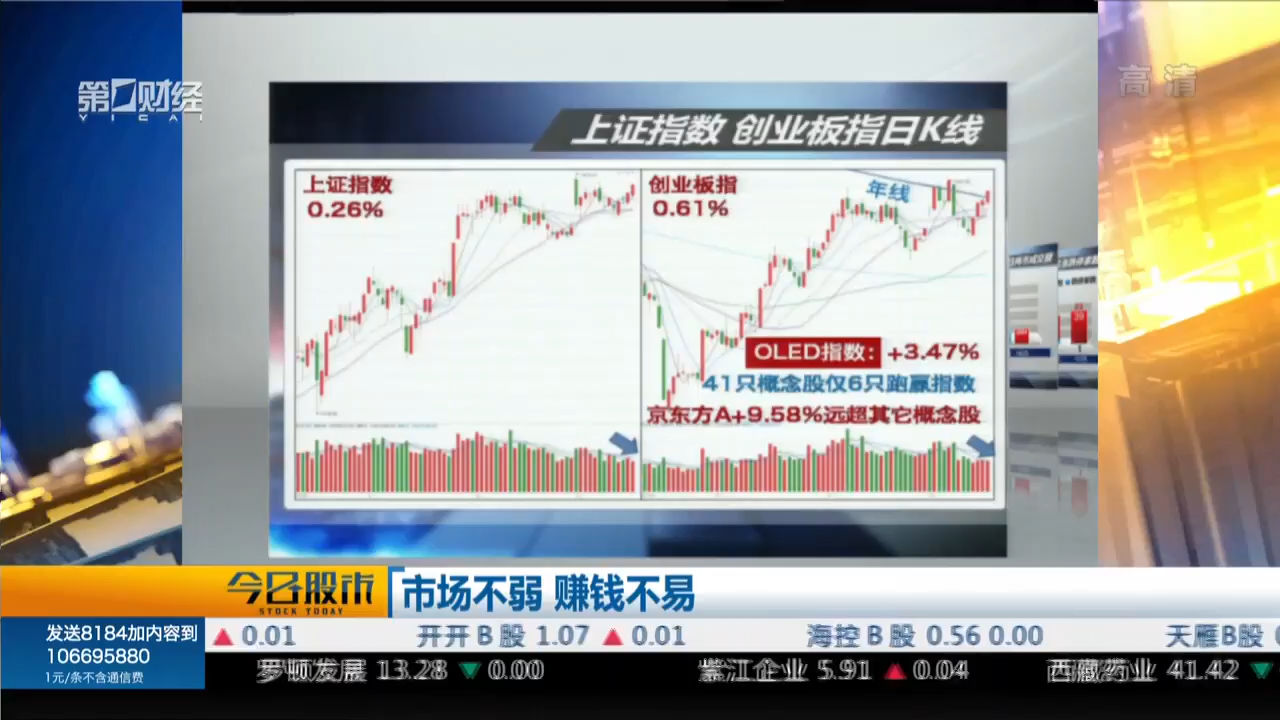 第一财经
YICAI
高清
上证指数 创业板指日K线
上证指数
0.26%
创业板指
0.61%
年线
OLED指数：+3.47%
41只概念股仅6只跑赢指数
京东方A+9.58%远超其它概念股
今日股市
STOCK TODAY
市场不弱 赚钱不易
发送8184加内容到
106695880
1元/条不含通信费
▲ 0.01 开开B股 1.07 ▲ 0.01 海控B股 0.56 0.00 天雁B股
罗顿发展 13.28 ▼ 0.00 綦江企业 5.91 ▲ 0.04 西藏药业 41.42 ▼